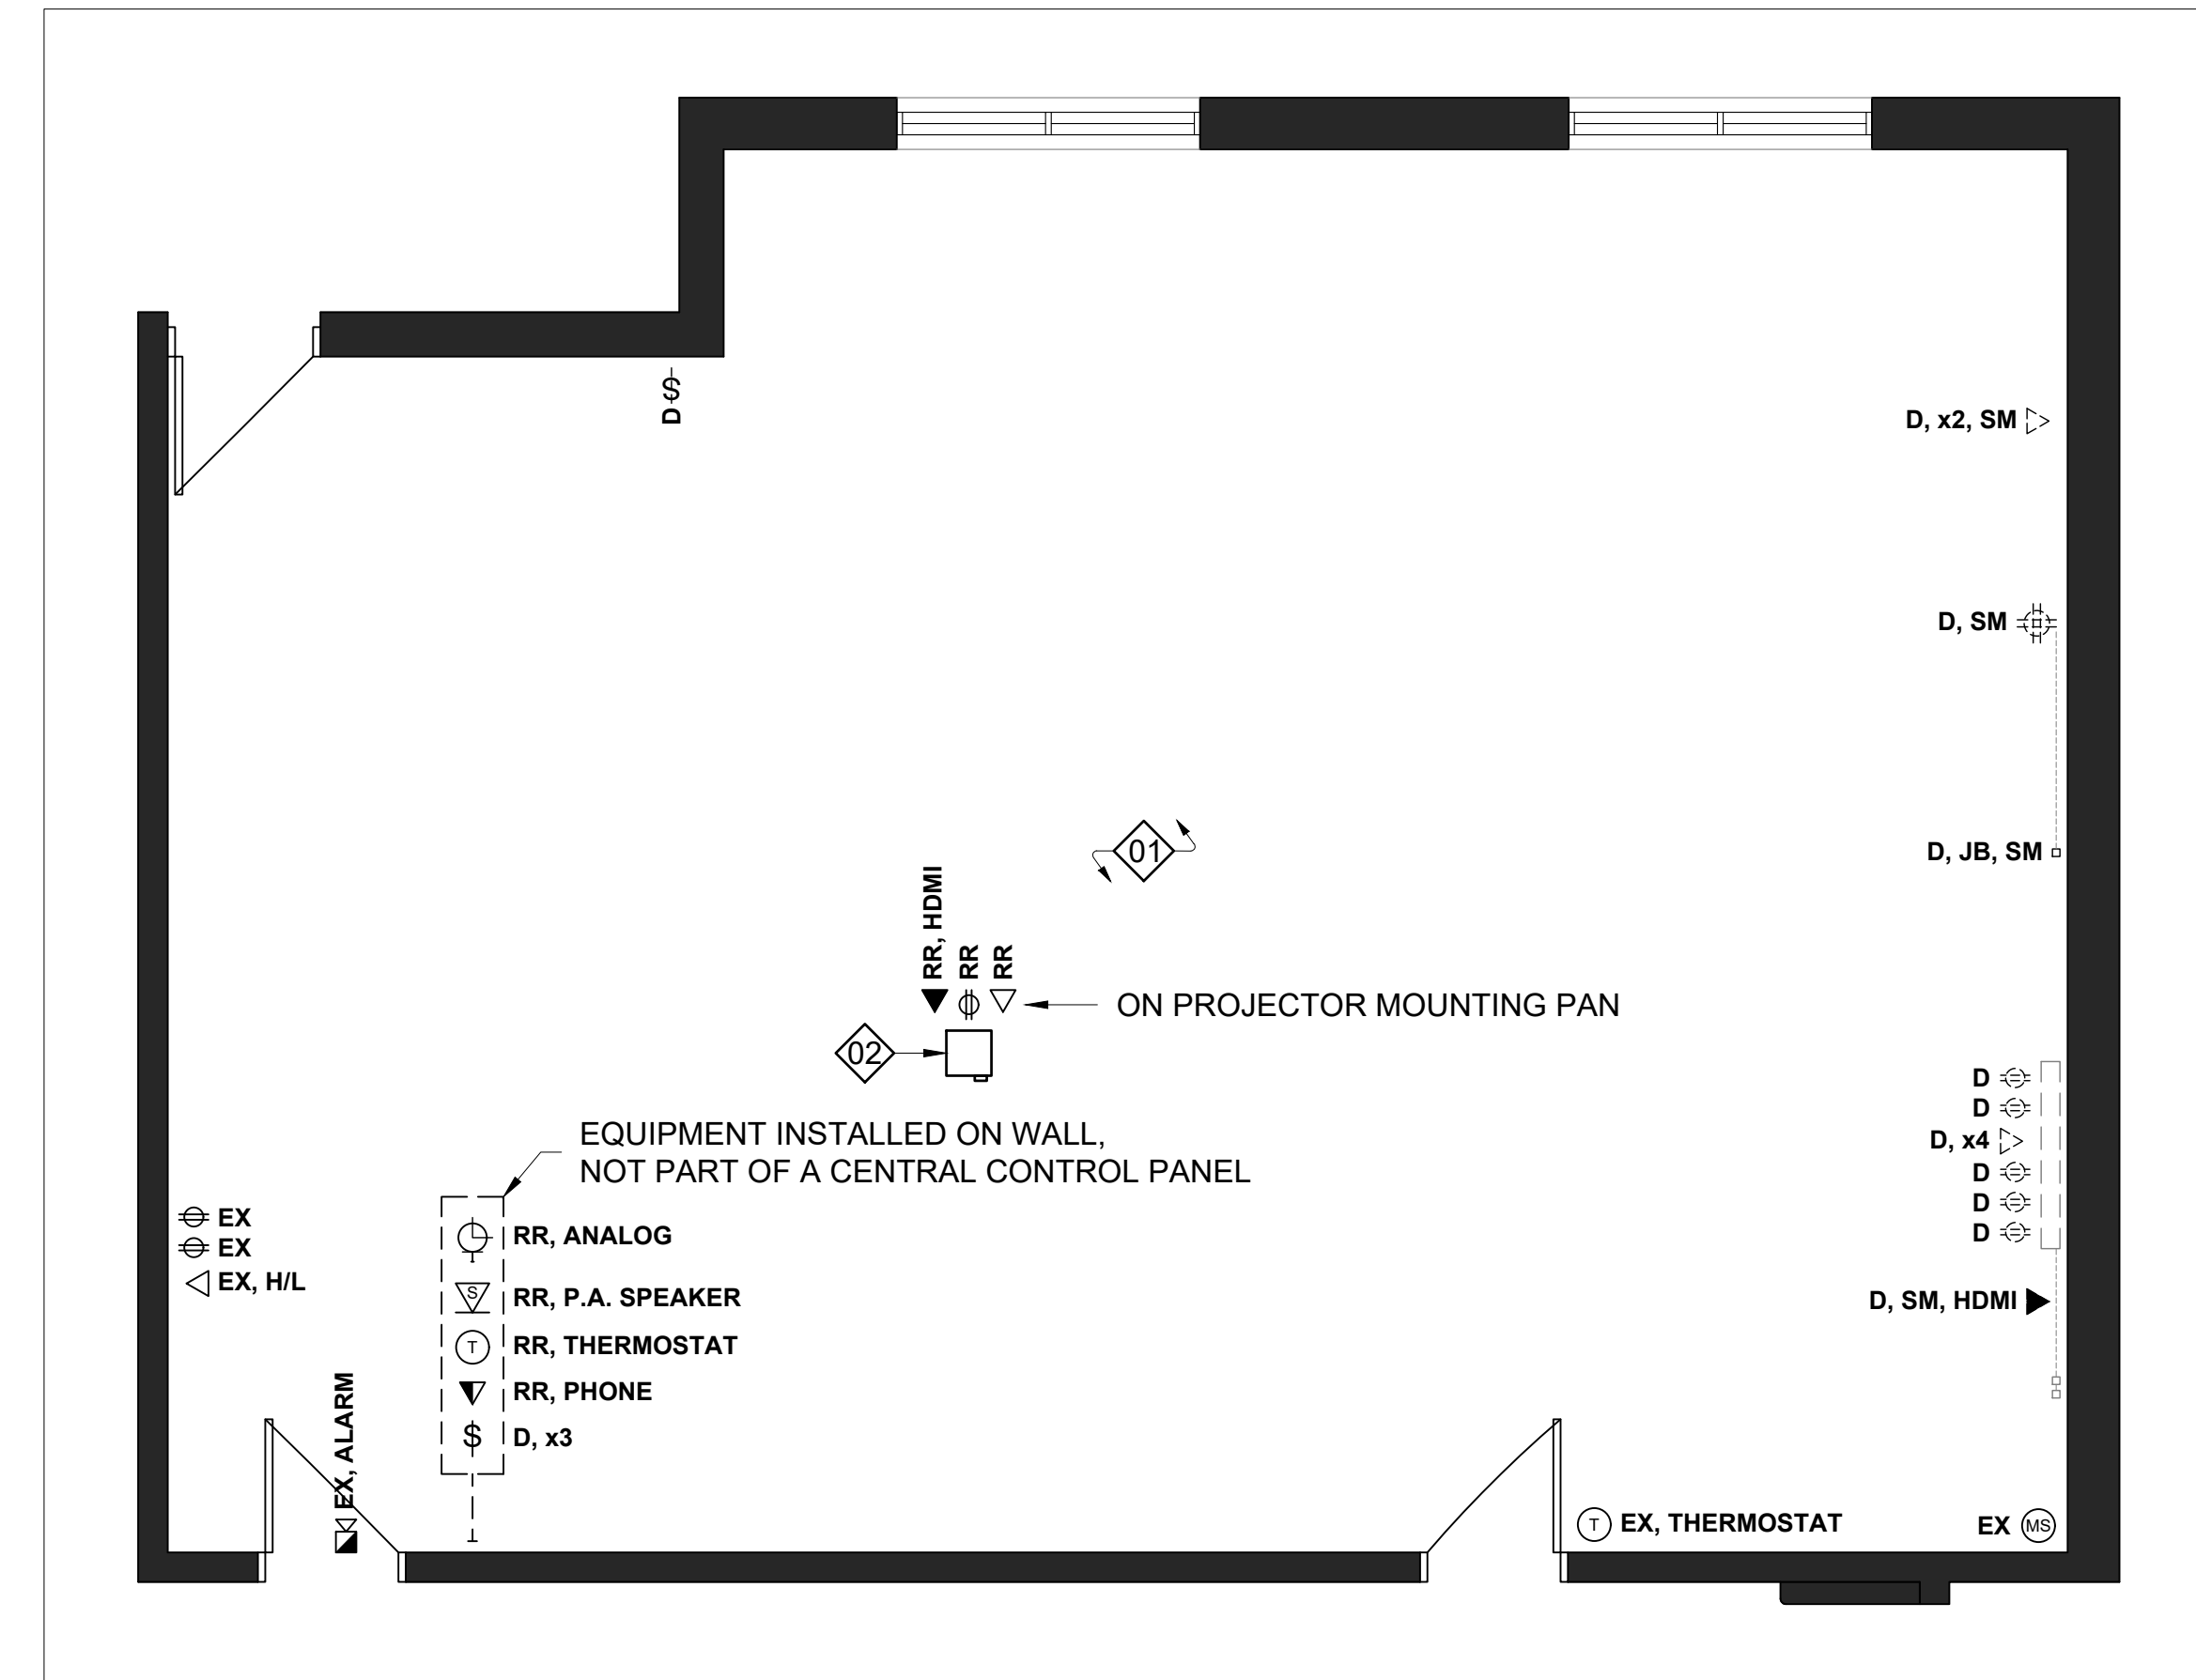 D $
D, x2, SM
D, SM
01
D, JB, SM
RR, HDMI
RR
RR
ON PROJECTOR MOUNTING PAN
02
D
D
D, x4
D
D
D
EQUIPMENT INSTALLED ON WALL,
NOT PART OF A CENTRAL CONTROL PANEL
EX
EX
EX, H/L
RR, ANALOG
S RR, P.A. SPEAKER
T RR, THERMOSTAT
RR, PHONE
$ D, x3
D, SM, HDMI
EX, ALARM
T EX, THERMOSTAT
EX MS